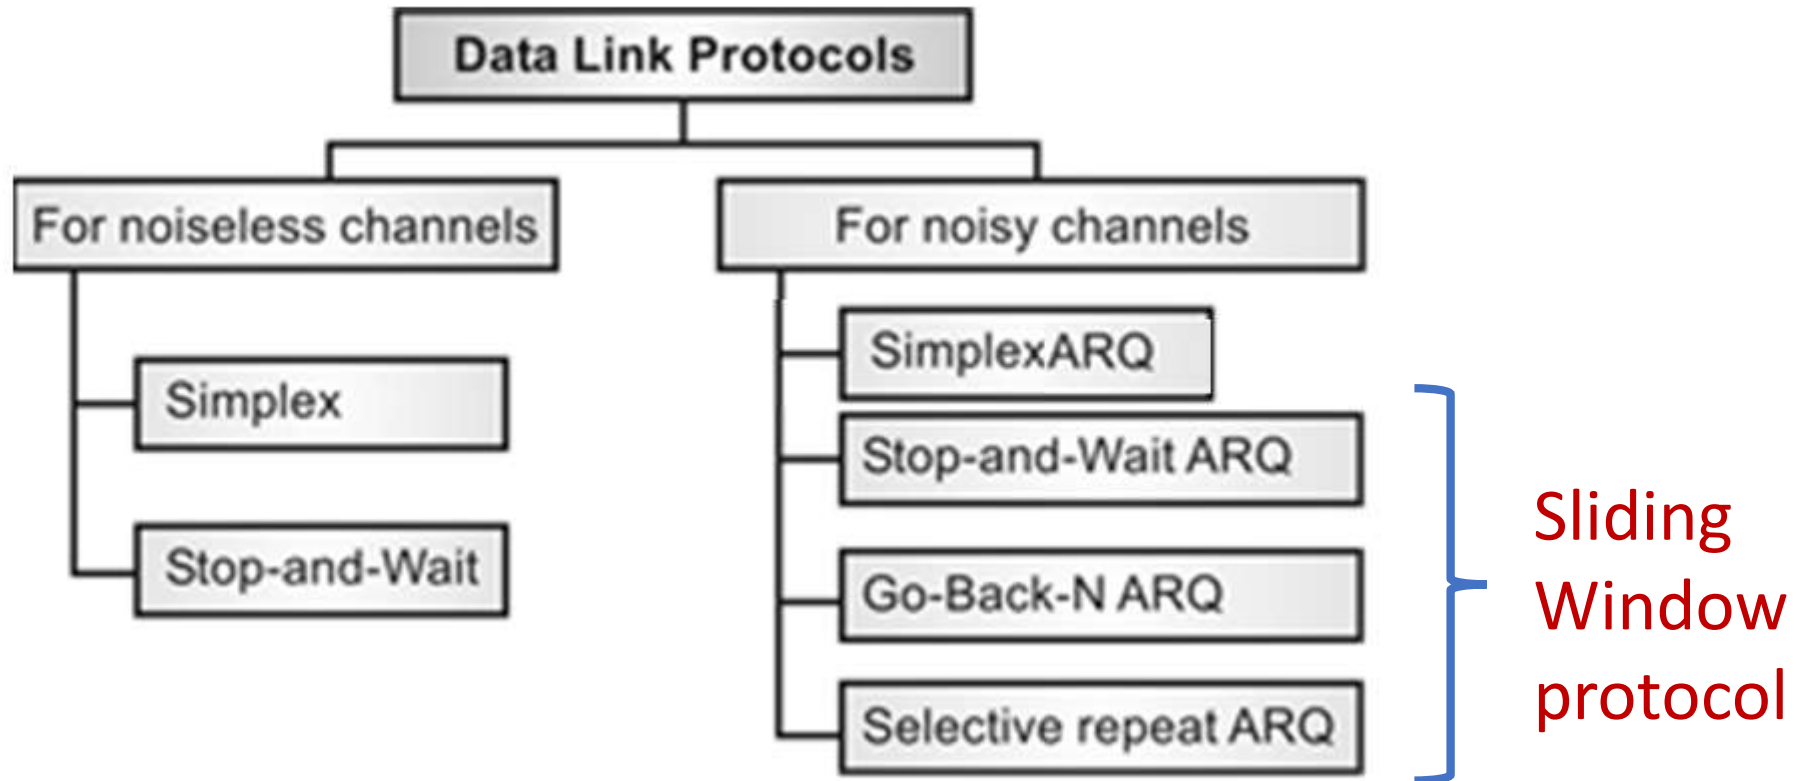 Data Link Protocols
For noiseless channels
For noisy channels
Simplex
Stop-and-Wait
SimplexARQ
Stop-and-Wait ARQ
Go-Back-N ARQ
Selective repeat ARQ
Sliding
Window
protocol